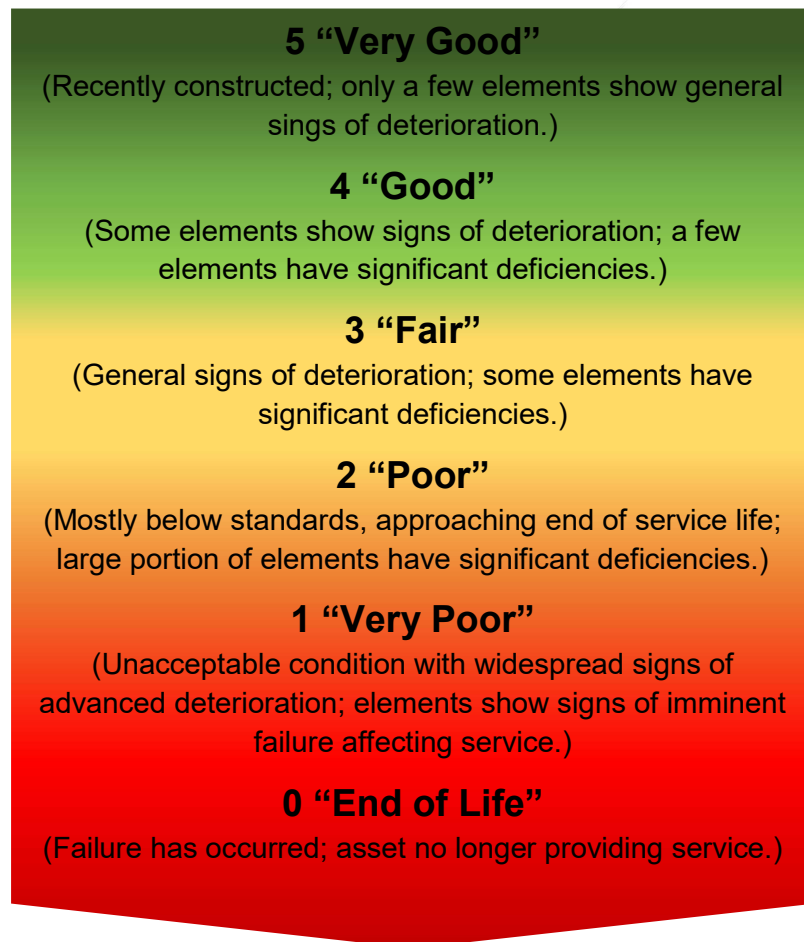 5 “Very Good”
(Recently constructed; only a few elements show general
sings of deterioration.)
4 “Good”
(Some elements show signs of deterioration; a few
elements have significant deficiencies.)
3 “Fair”
(General signs of deterioration; some elements have
significant deficiencies.)
2 “Poor”
(Mostly below standards, approaching end of service life;
large portion of elements have significant deficiencies.)
1 “Very Poor”
(Unacceptable condition with widespread signs of
advanced deterioration; elements show signs of imminent
failure affecting service.)
0 “End of Life”
(Failure has occurred; asset no longer providing service.)